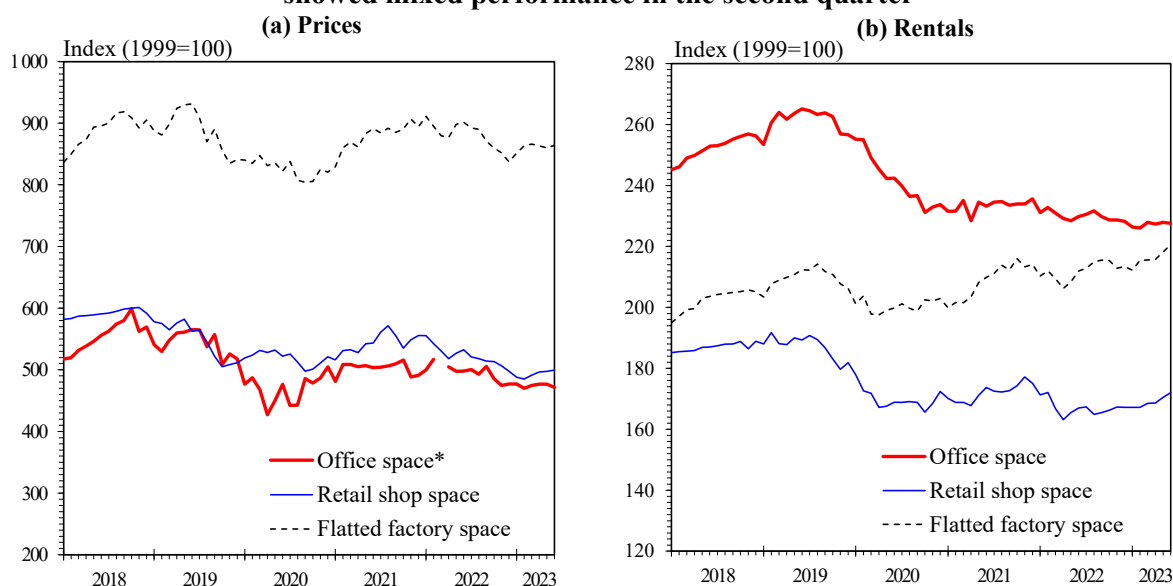 showed mixed performance in the second quarter
(a) Prices
Index (1999=100)
1 000
900
800
700
600
500
400
300
200
Office space*
Retail shop space
Flatted factory space
2018 2019 2020 2021 2022 2023
(b) Rentals
Index (1999=100)
280
260
240
220
200
180
160
140
120
Office space
Retail shop space
Flatted factory space
2018 2019 2020 2021 2022